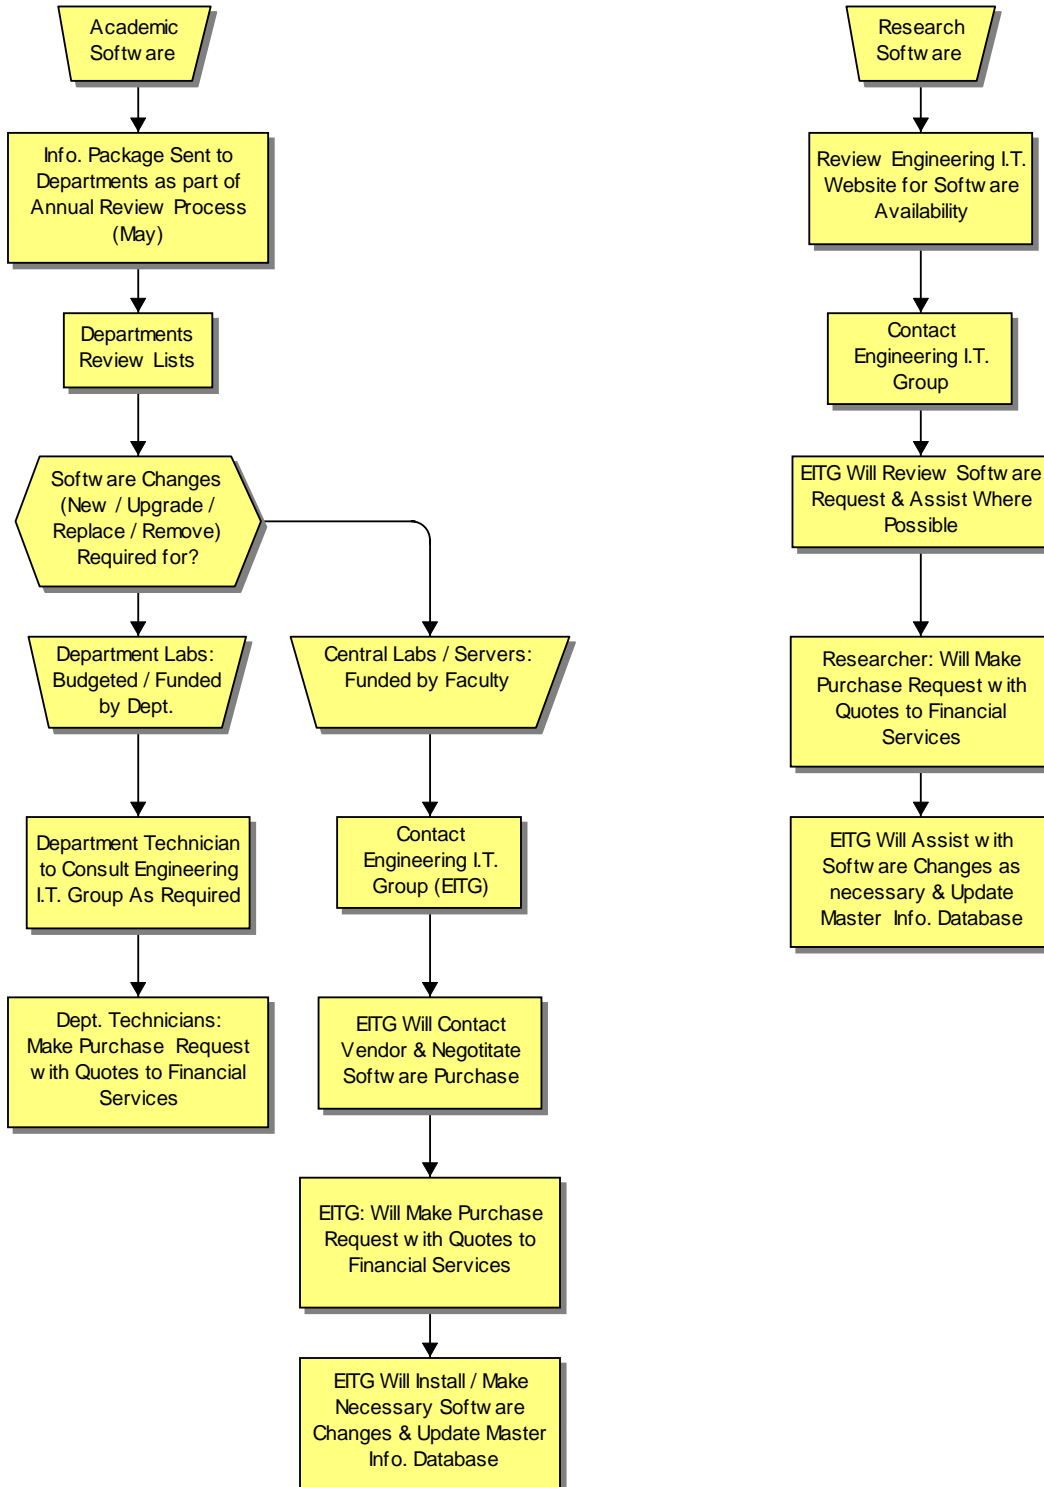 Academic
Software
Info. Package Sent to
Departments as part of
Annual Review Process
(May)
Departments
Review Lists
Software Changes
(New / Upgrade /
Replace / Remove)
Required for?
Department Labs:
Budgeted / Funded
by Dept.
Department Technician
to Consult Engineering
I.T. Group As Required
Dept. Technicians:
Make Purchase Request
with Quotes to Financial
Services
Central Labs / Servers:
Funded by Faculty
Contact
Engineering I.T.
Group (EITG)
EITG Will Contact
Vendor & Negotitate
Software Purchase
EITG: Will Make Purchase
Request with Quotes to
Financial Services
EITG Will Install / Make
Necessary Software
Changes & Update Master
Info. Database
Research
Software
Review Engineering I.T.
Website for Software
Availability
Contact
Engineering I.T.
Group
EITG Will Review Software
Request & Assist Where
Possible
Researcher: Will Make
Purchase Request with
Quotes to Financial
Services
EITG Will Assist with
Software Changes as
necessary & Update
Master Info. Database